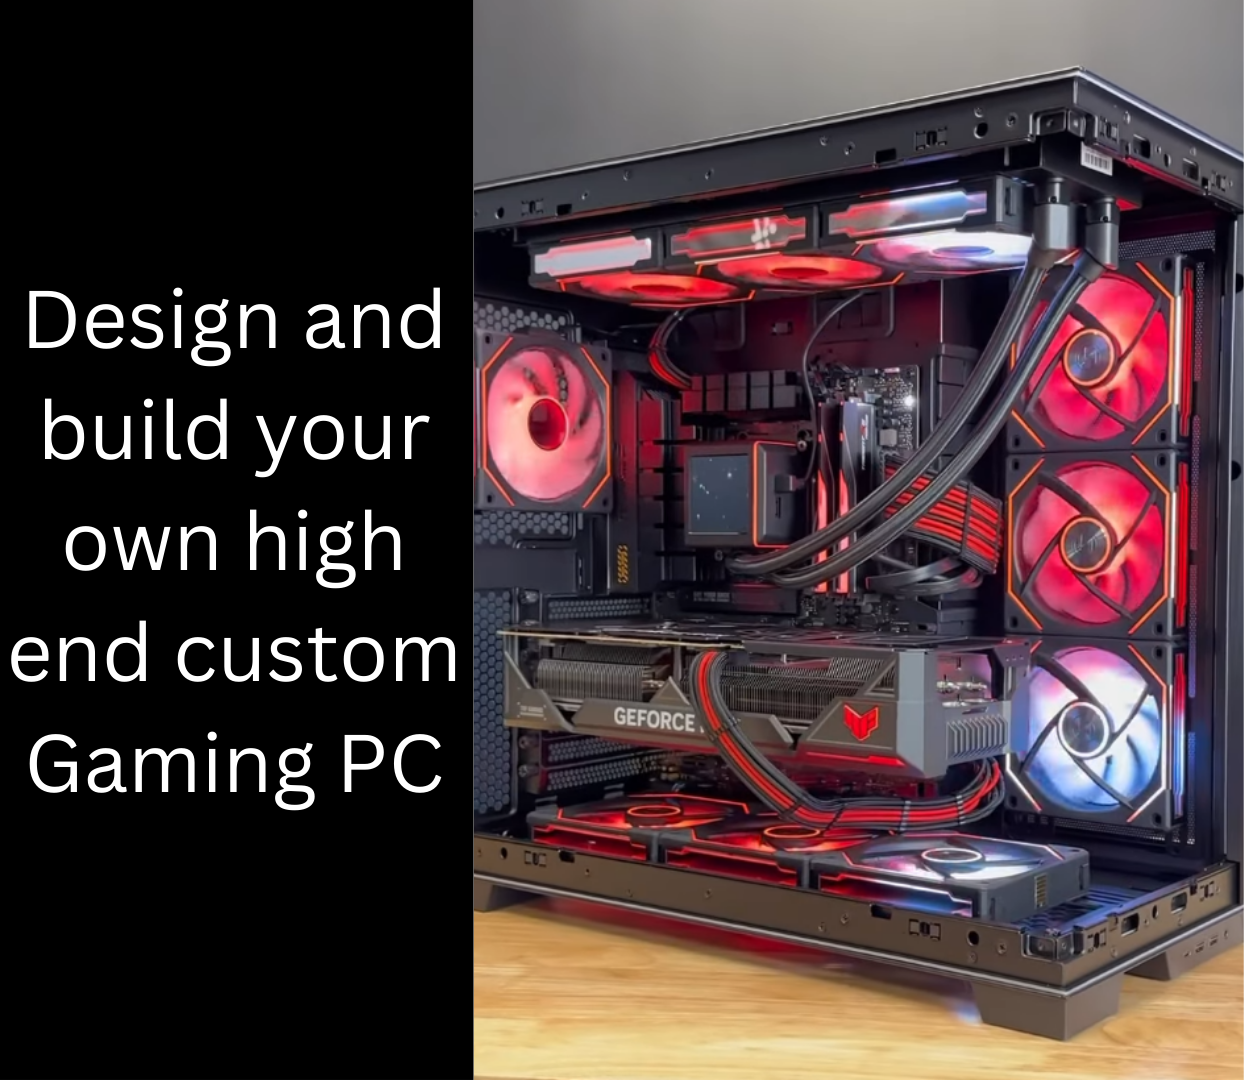 Design and
build your
own high
end custom
Gaming PC
GEFORCE